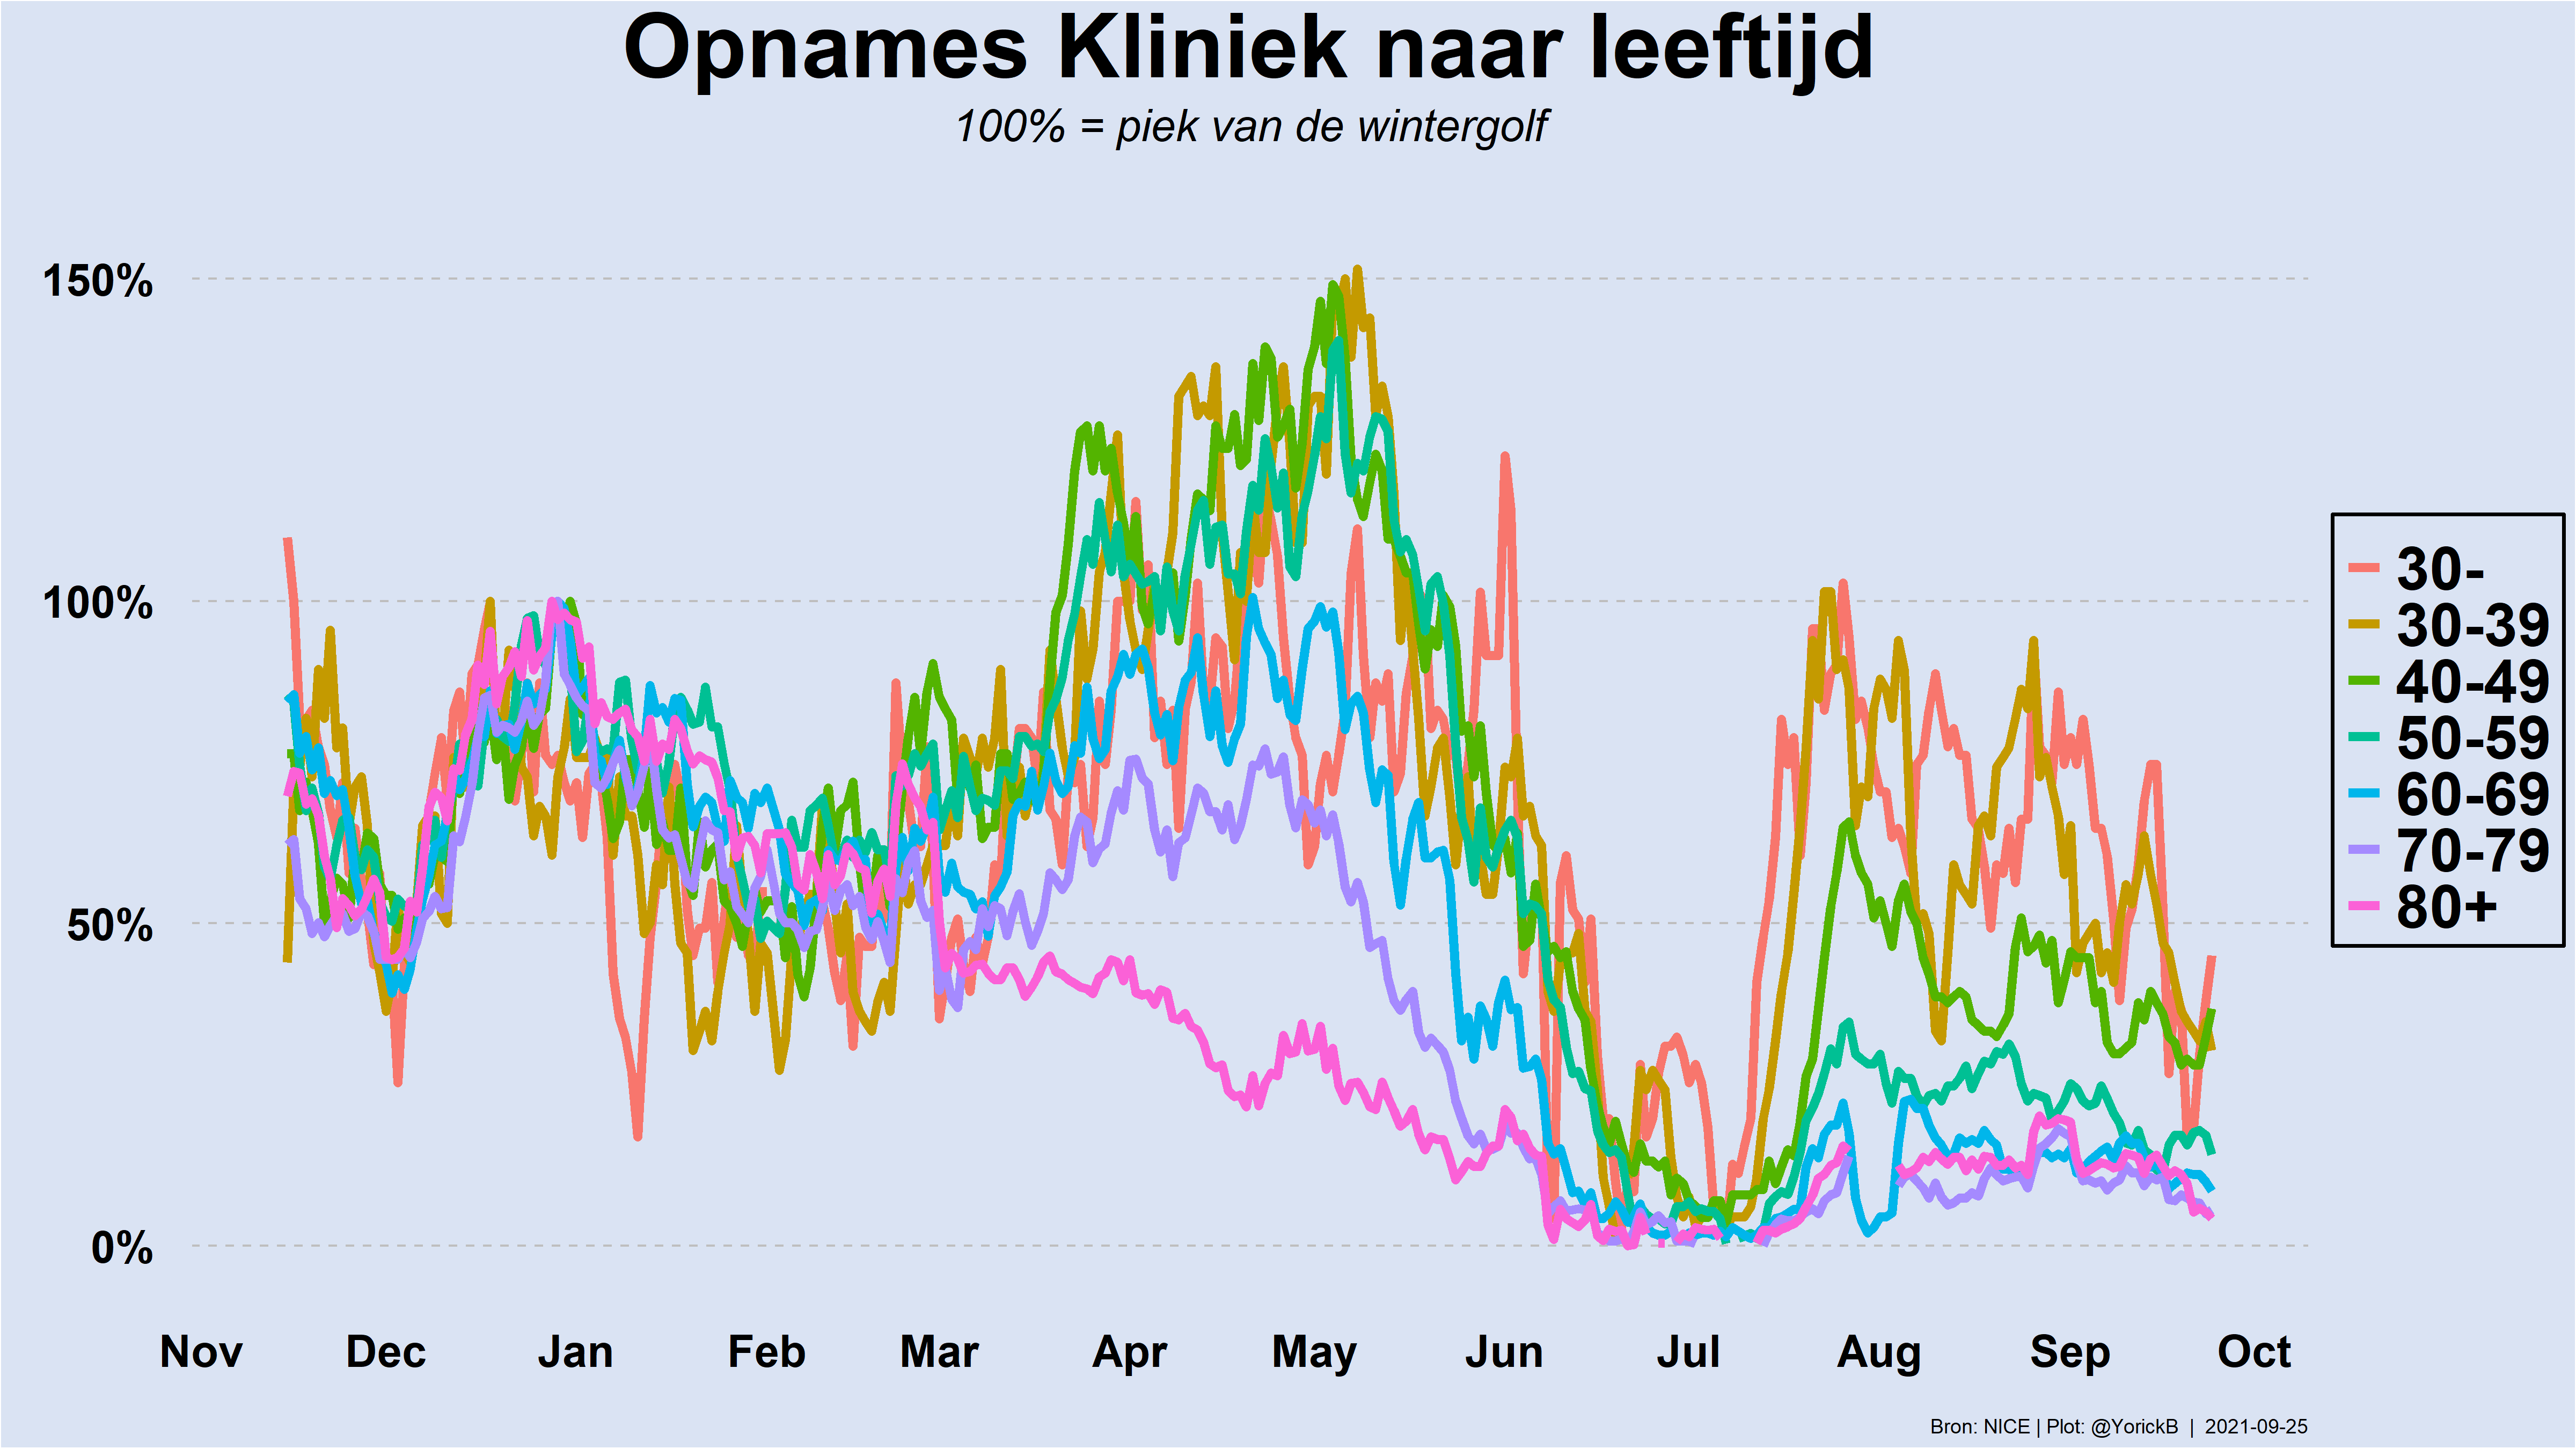 Opnames Kliniek naar leeftijd
100% = piek van de wintergolf
150%
100%
50%
0%
Nov Dec Jan Feb Mar Apr May Jun Jul Aug Sep Oct
30-
30-39
40-49
50-59
60-69
70-79
80+
Bron: NICE | Plot: @YorickB | 2021-09-25